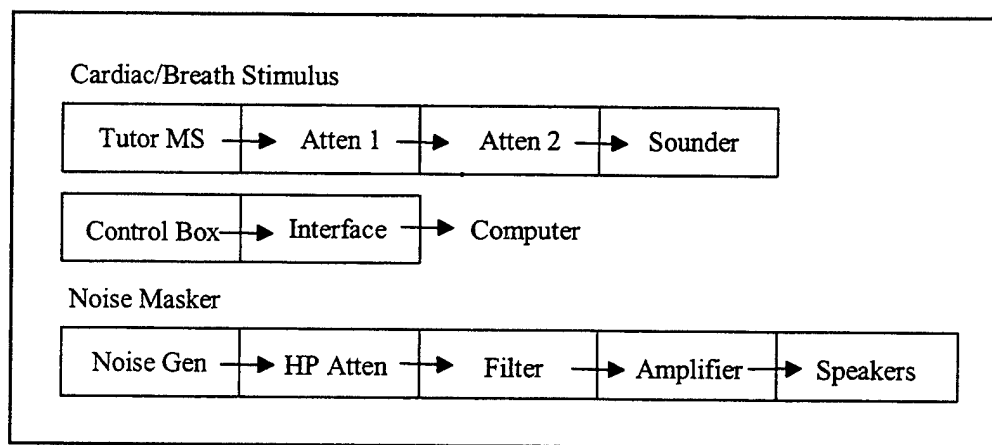 Cardiac/Breath Stimulus
Tutor MS Atten 1 Atten 2 Sounder
Control Box Interface Computer
Noise Masker
Noise Gen HP Atten Filter Amplifier Speakers